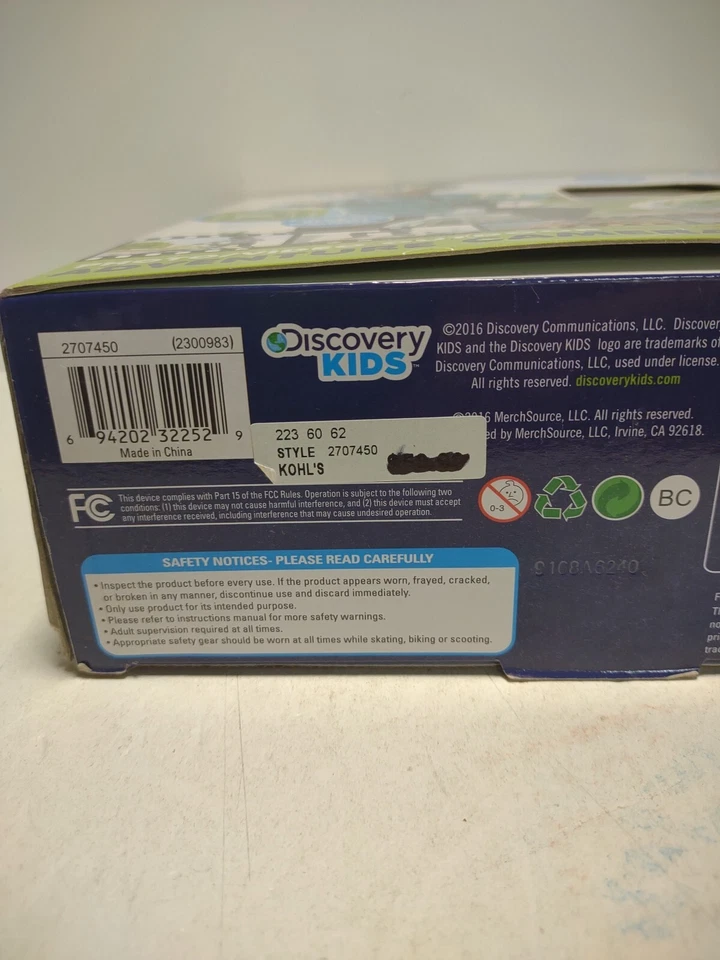 2707450 (2300983)
6 94202 32252 9
Made in China
Discovery
KIDS™
©2016 Discovery Communications, LLC. Discover
KIDS and the Discovery KIDS logo are trademarks of
Discovery Communications, LLC, used under license.
All rights reserved. discoverykids.com
MerchSource, LLC. All rights reserved.
by MerchSource, LLC, Irvine, CA 92618.
223 60 62
STYLE 2707450
KOHL'S
FC
This device complies with Part 15 of the FCC Rules. Operation is subject to the following two
conditions: (1) this device may not cause harmful interference, and (2) this device must accept
any interference received, including interference that may cause undesired operation.
0-3
BC
SAFETY NOTICES- PLEASE READ CAREFULLY
• Inspect the product before every use. If the product appears worn, frayed, cracked,
or broken in any manner, discontinue use and discard immediately.
• Only use product for its intended purpose.
• Please refer to instructions manual for more safety warnings.
• Adult supervision required at all times.
• Appropriate safety gear should be worn at all times while skating, biking or scooting.